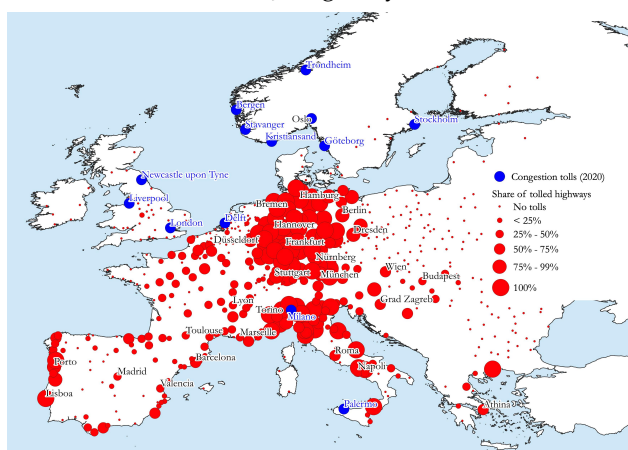 Trondheim
Bergen
Oslo
Stavanger
Stockholm
Kristiansand
Göteborg
Newcastle upon Tyne
Congestion tolls (2020)
Share of tolled highways
Liverpool
Hamburg
No tolls
Bremen
Berlin
< 25%
London
Delft
Hannover
Dresden
25% - 50%
Düsseldorf
Frankfurt
50% - 75%
Nürnberg
75% - 99%
Stuttgart
München
Wien
Budapest
100%
Lyon
Grad Zagreb
Torino
Milano
Toulouse
Marseille
Roma
Porto
Barcelona
Napoli
Madrid
Valencia
Lisboa
Palermo
Athina